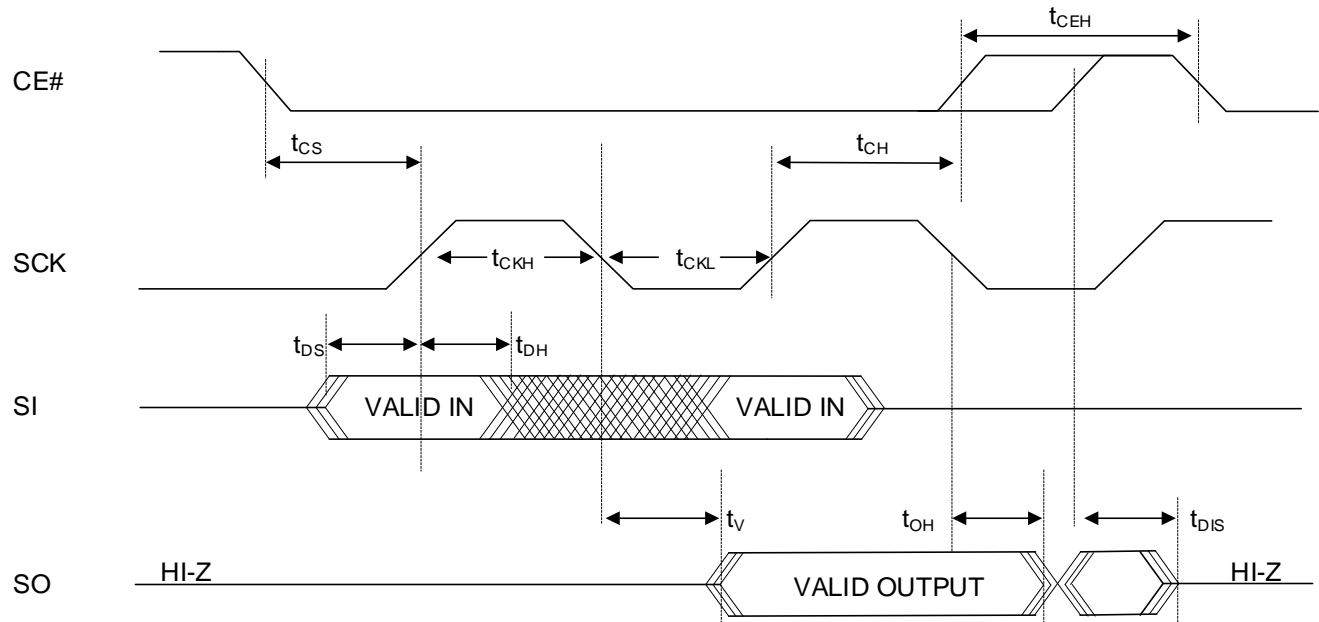 tCEH
CE#
tCS
tCH
SCK
tCKH
tCKL
tDS
tDH
SI
VALID IN
VALID IN
tV
tOH
tDIS
SO
HI-Z
VALID OUTPUT
HI-Z